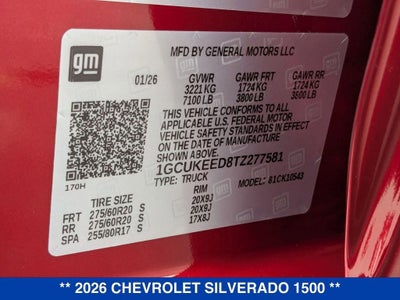 gm
MFD BY GENERAL MOTORS LLC
01/26 GVWR GAWR FRT GAWR RR
3221 KG 1724 KG 1724 KG
7100 LB 3800 LB 3800 LB
THIS VEHICLE CONFORMS TO ALL
APPLICABLE U.S. FEDERAL MOTOR
VEHICLE SAFETY
STANDARDS IN EFFECT ON THE DATE OF
MANUFACTURE SHOWN ABOVE.
1GCUKEED8TZ277581
TYPE: TRUCK MODEL: 81CK10543
170H
TIRE SIZE RIM
FRT 275/60R20 S 20X9J
RR 275/60R20 S 20X9J
SPA 255/80R17 S 17X8J
** 2026 CHEVROLET SILVERADO 1500 **